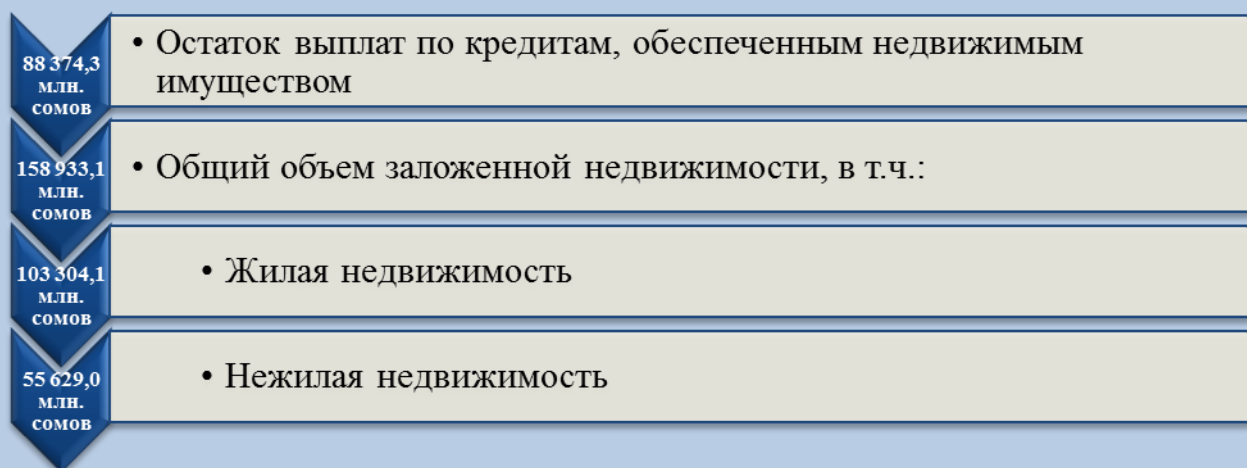 88 374,3
млн.
сомов
• Остаток выплат по кредитам, обеспеченным недвижимым
имуществом
158 933,1
млн.
сомов
• Общий объем заложенной недвижимости, в т.ч.:
103 304,1
млн.
сомов
• Жилая недвижимость
55 629,0
млн.
сомов
• Нежилая недвижимость